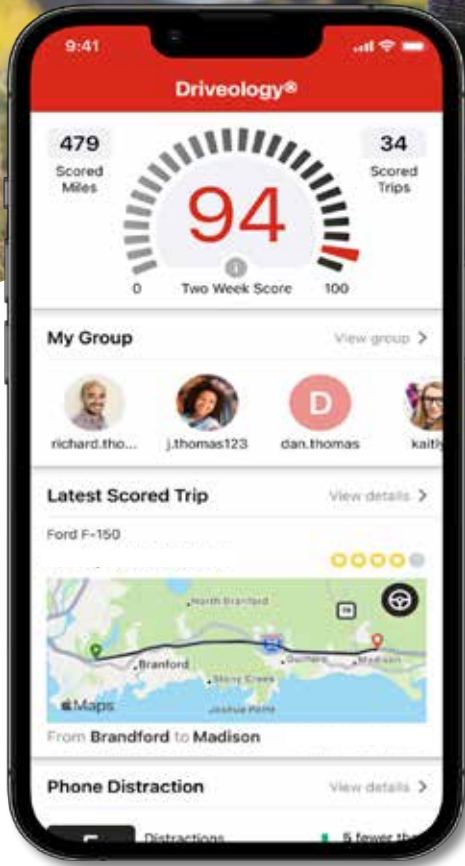 9:41
Driveology®
479
Scored
Miles
34
Scored
Trips
94
0
Two Week Score
100
My Group
View group >
D
richard.tho...
j.thomas123
dan.thomas
kaitly
Latest Scored Trip
View details >
Ford F-150
North Branford
Branford
Guilford
Madison
Stony Creek
Maps
Joshua Point
From Brandford to Madison
Phone Distraction
View details >
Distractions
5 fewer tha